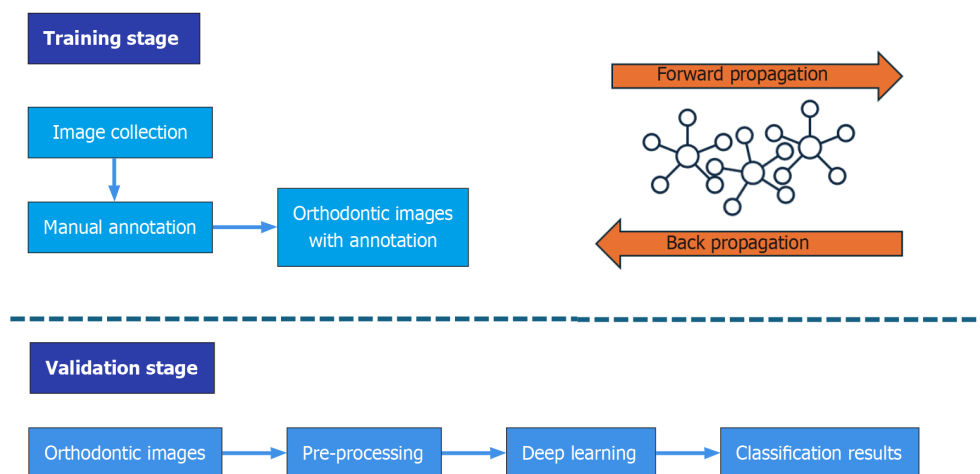 Training stage
Forward propagation
Image collection
Manual annotation
Orthodontic images
with annotation
Back propagation
Validation stage
Orthodontic images
Pre-processing
Deep learning
Classification results